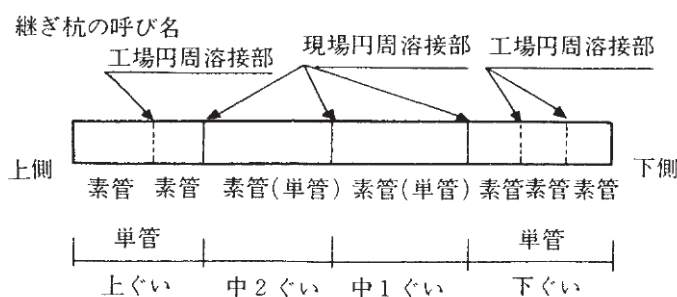 継ぎ杭の呼び名
工場円周溶接部 現場円周溶接部 工場円周溶接部
上側 下側
素管 素管 素管(単管) 素管(単管) 素管 素管 素管
単管 単管
上ぐい 中2ぐい 中1ぐい 下ぐい